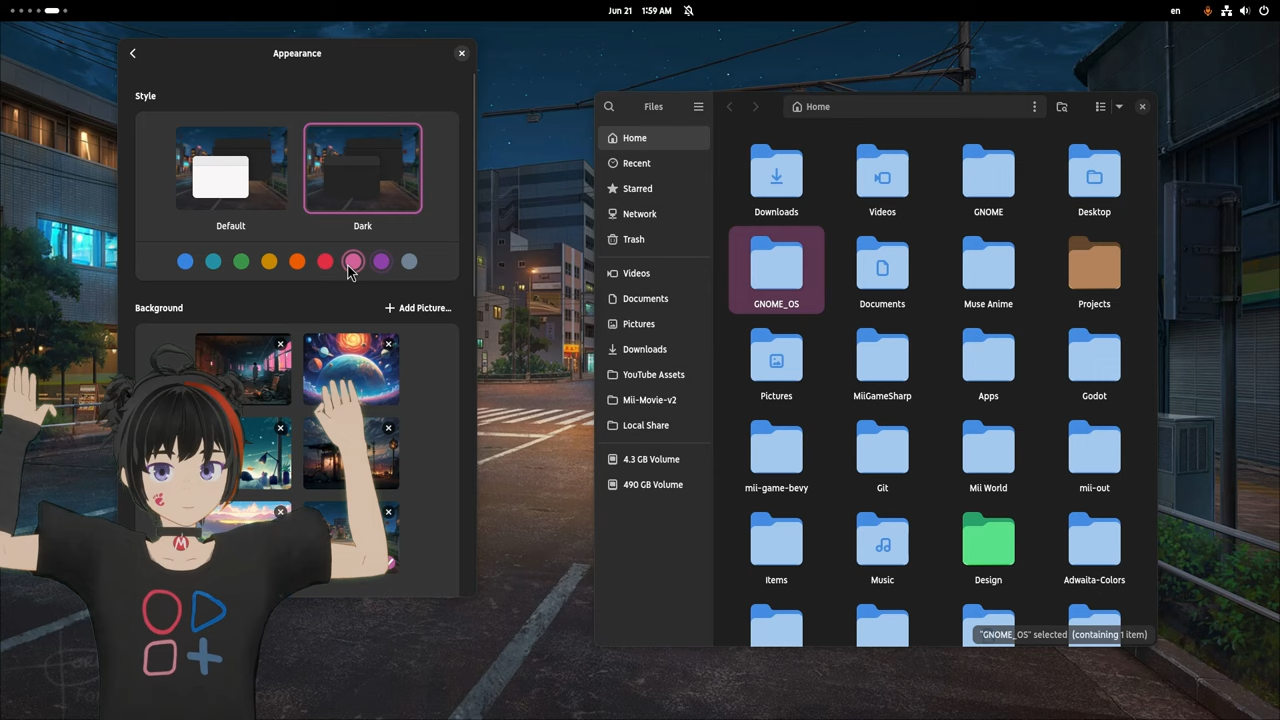 Jun 21 1:59 AM
en
Appearance
Style
Default
Dark
Background
Add Picture...
Files
Home
Recent
Starred
Network
Trash
Videos
Documents
Pictures
Downloads
YouTube Assets
Mii-Movie-v2
Local Share
4.3 GB Volume
490 GB Volume
Home
Downloads
Videos
GNOME
Desktop
GNOME_OS
Documents
Muse Anime
Projects
Pictures
MiiGameSharp
Apps
Godot
mii-game-bevy
Git
Mii World
mii-out
Items
Music
Design
Adwaita-Colors
"GNOME_OS" selected (containing 1 item)
M